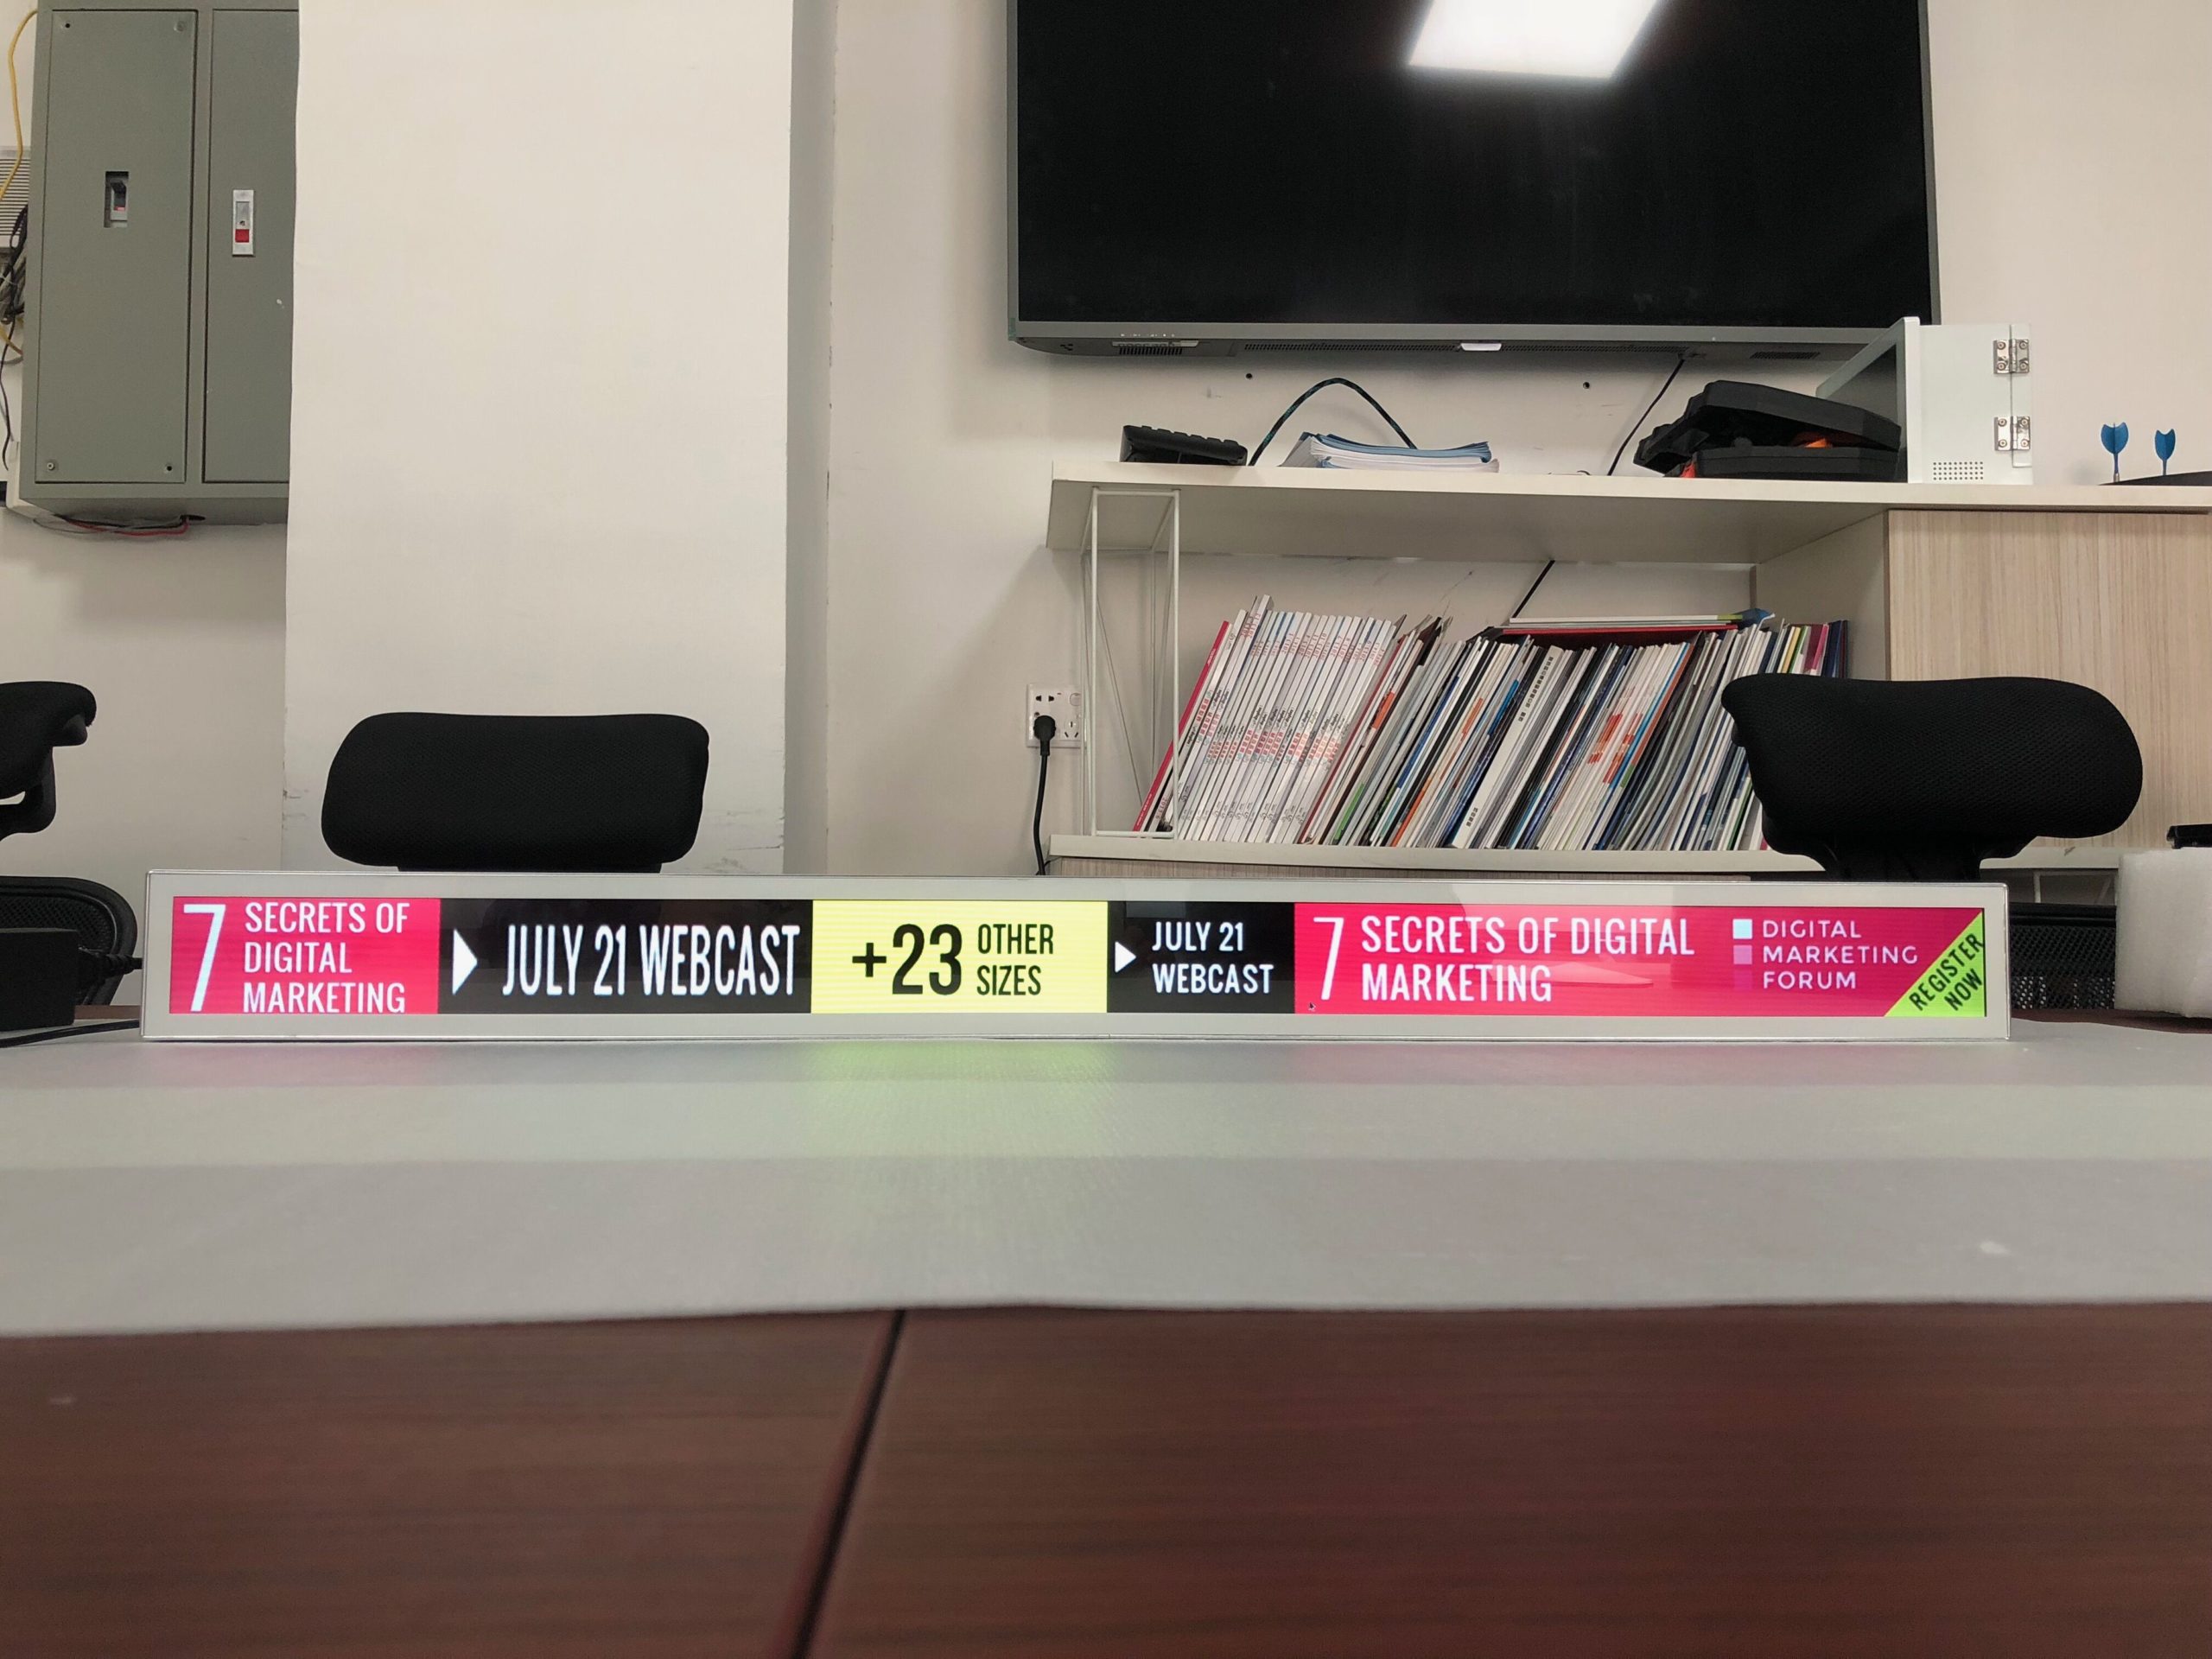 7
SECRETS OF
DIGITAL
MARKETING
JULY 21 WEBCAST
+23
OTHER
SIZES
JULY 21
WEBCAST
7
SECRETS OF DIGITAL
MARKETING
DIGITAL
MARKETING
FORUM
REGISTER
NOW